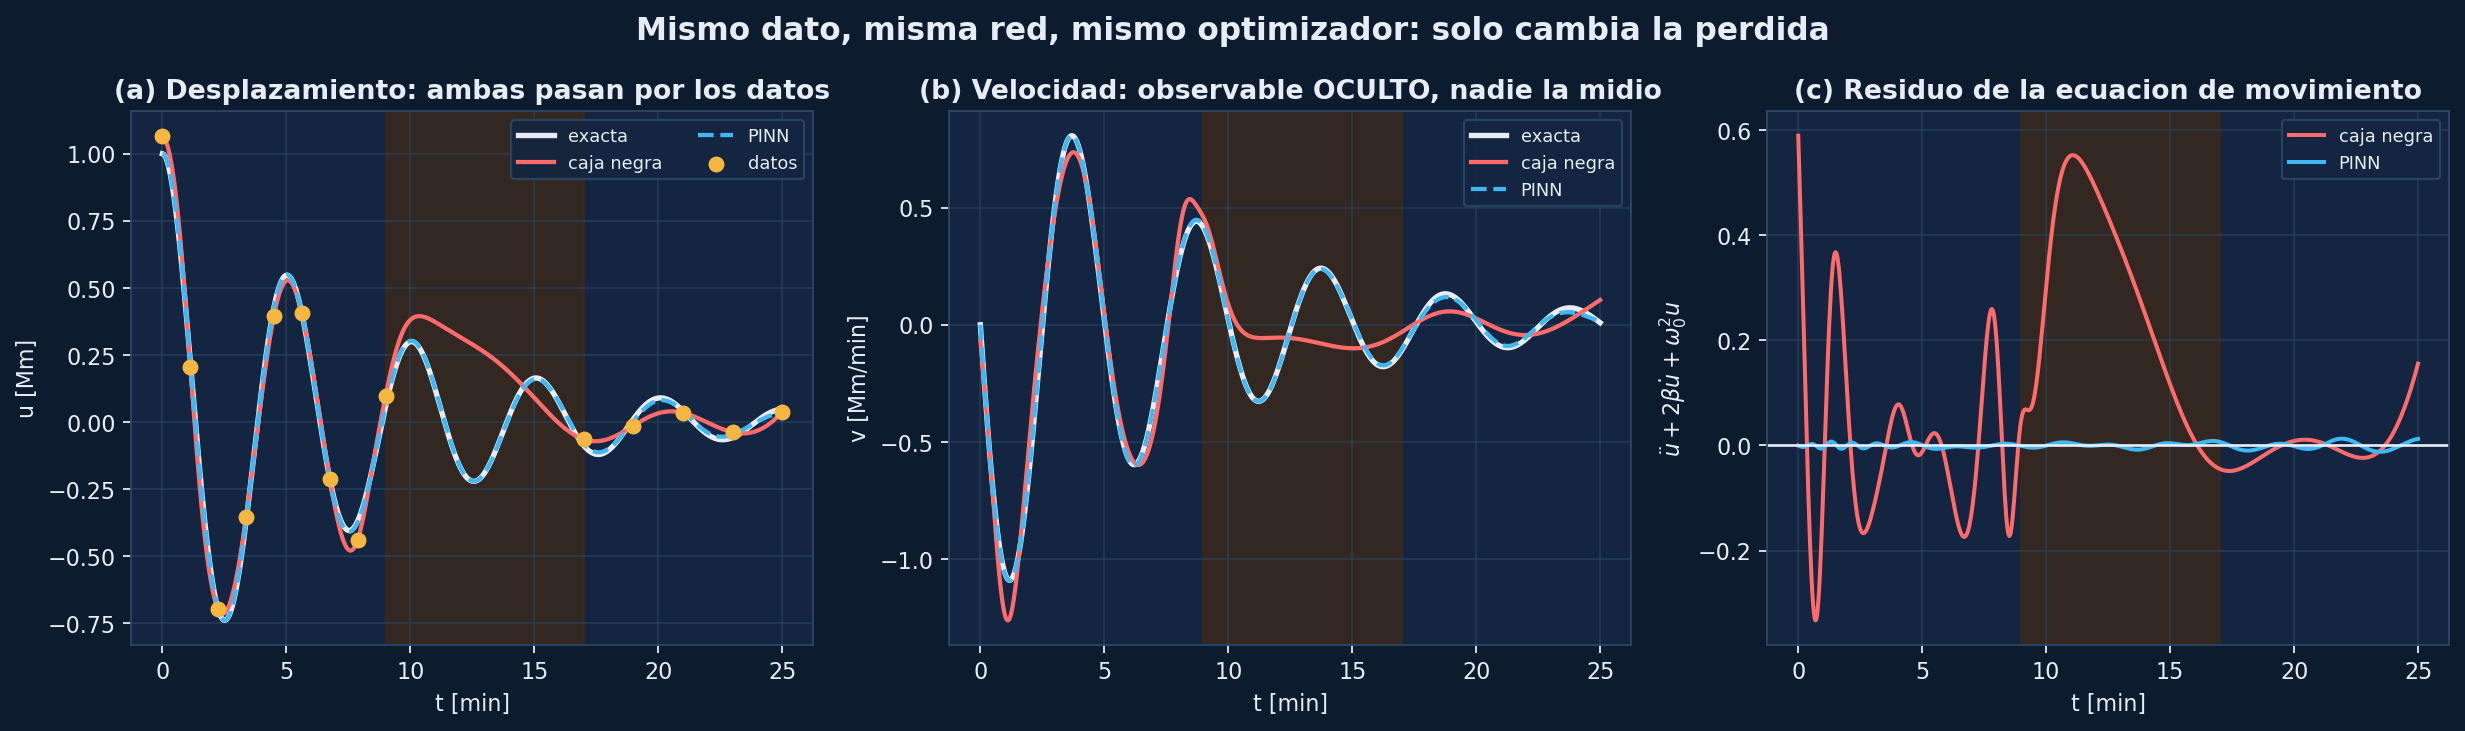 Mismo dato, misma red, mismo optimizador: solo cambia la perdida
(a) Desplazamiento: ambas pasan por los datos
exacta
caja negra
PINN
datos
1.00
0.75
0.50
0.25
0.00
−0.25
−0.50
−0.75
u [Mm]
0 5 10 15 20 25
t [min]
(b) Velocidad: observable OCULTO, nadie la midio
exacta
caja negra
PINN
0.5
0.0
−0.5
−1.0
v [Mm/min]
0 5 10 15 20 25
t [min]
(c) Residuo de la ecuacion de movimiento
caja negra
PINN
0.6
0.4
0.2
0.0
−0.2
ü + 2βu̇ + ω₀²u
0 5 10 15 20 25
t [min]